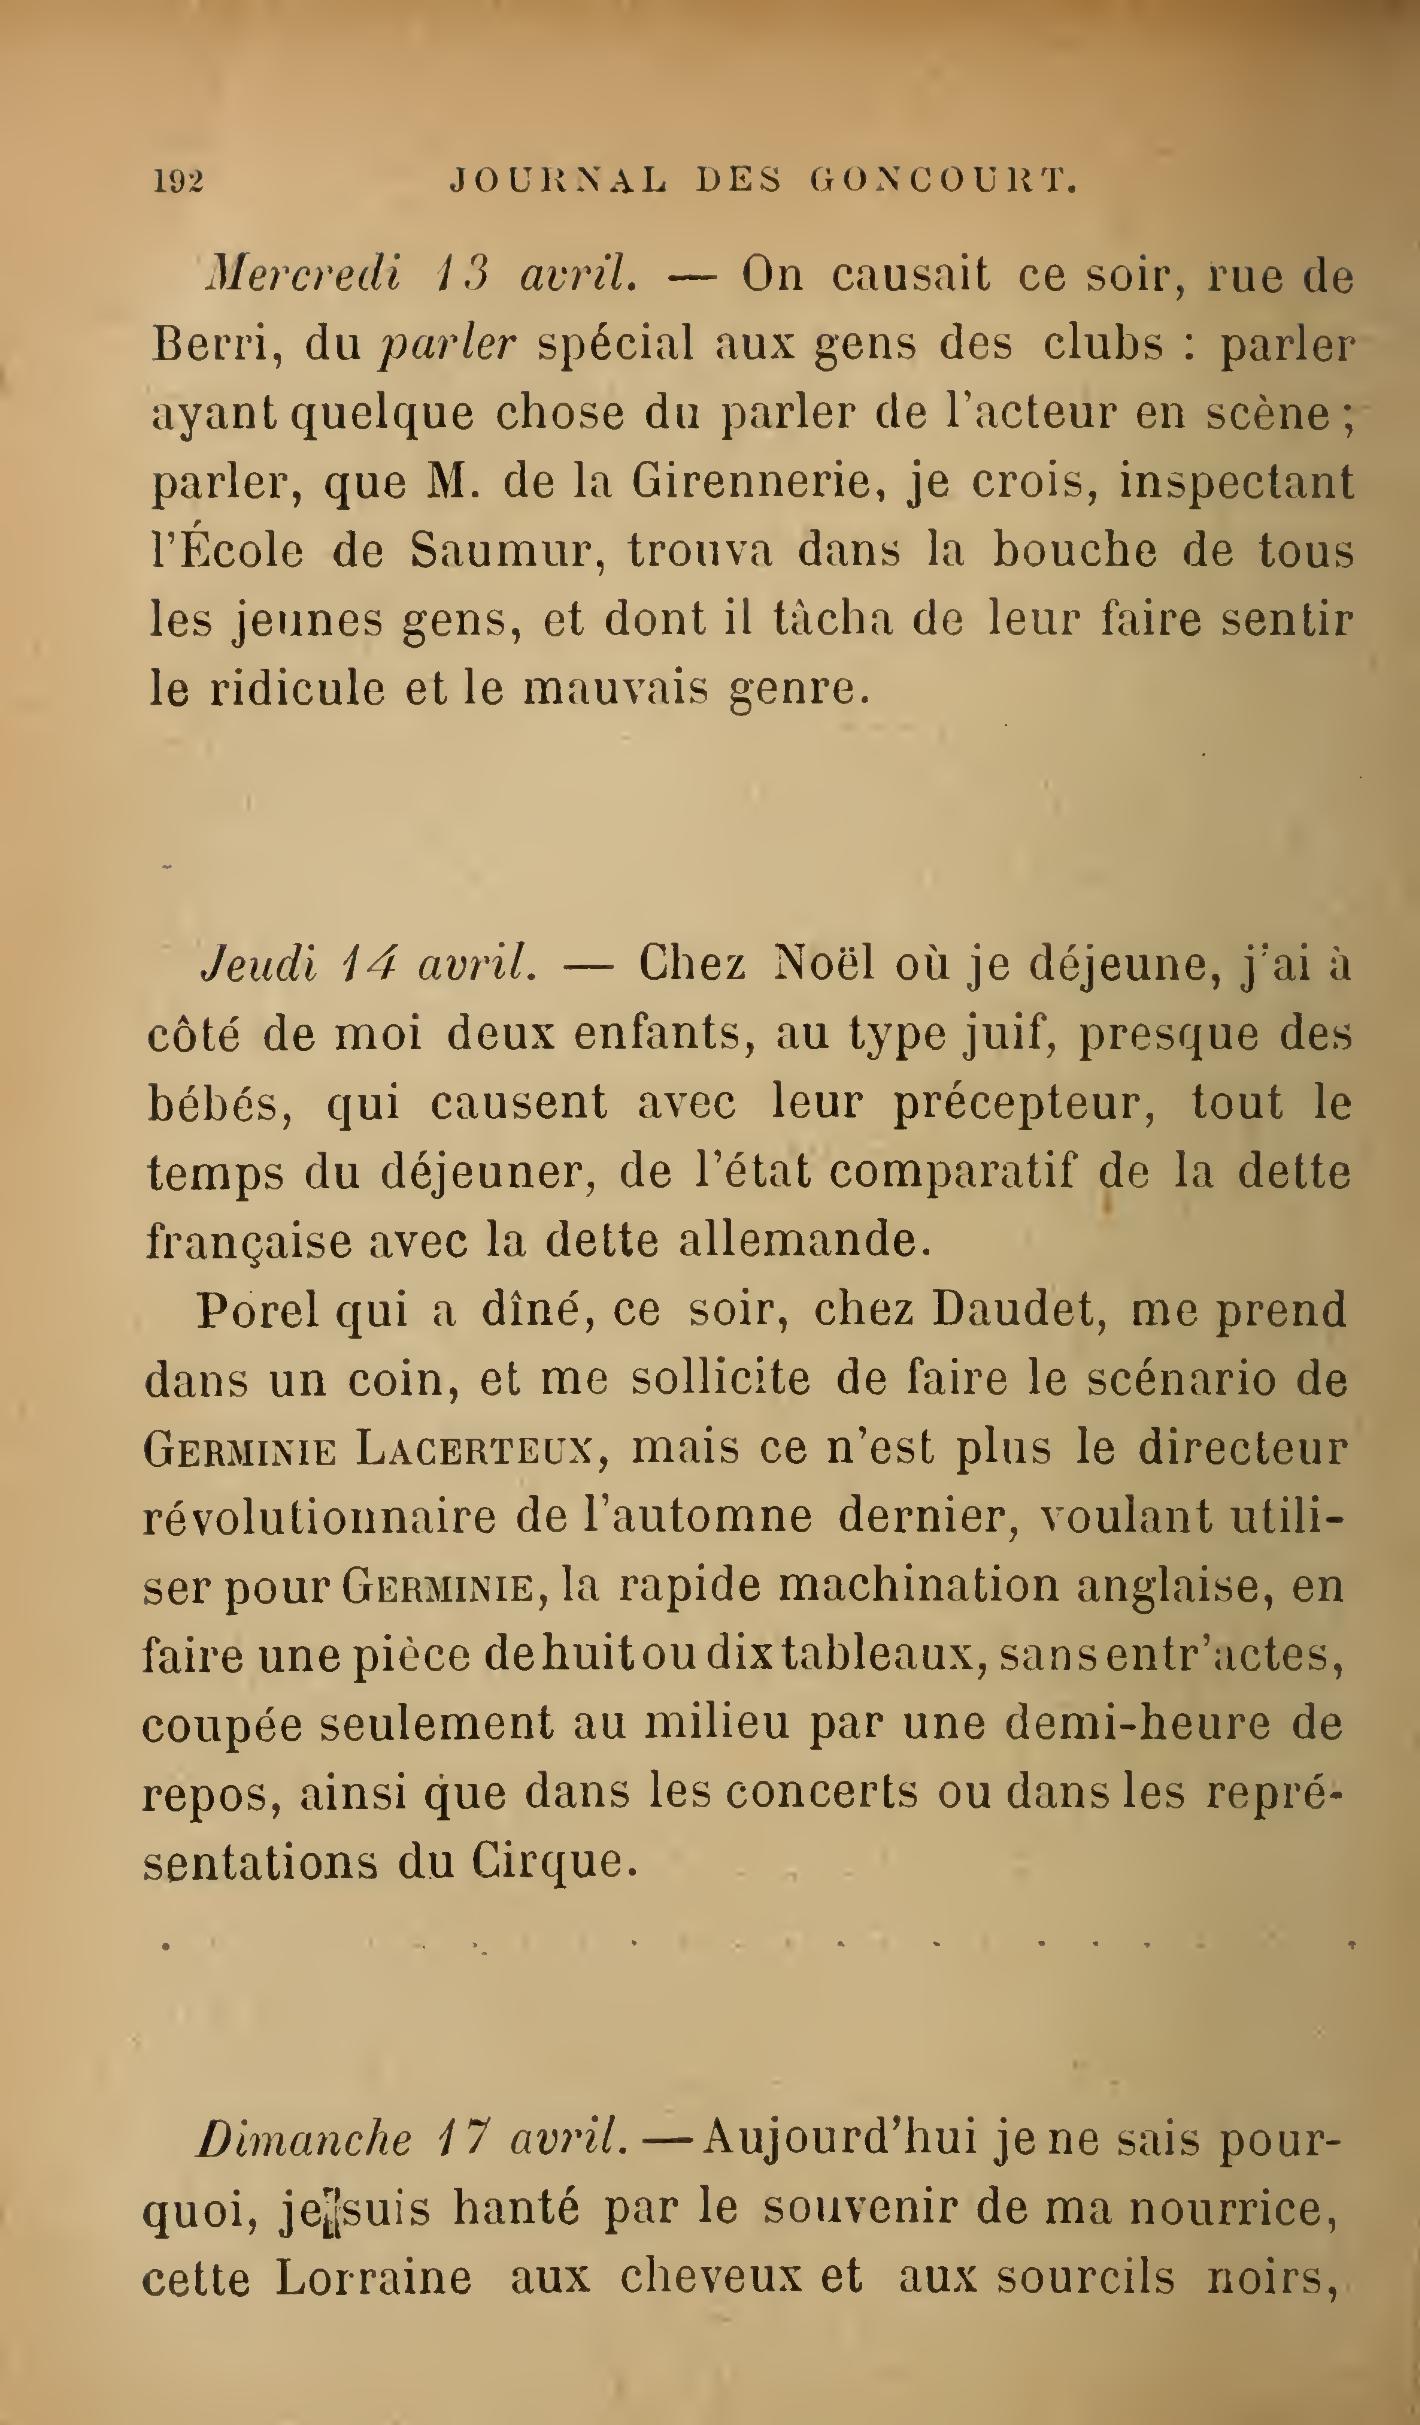 192 JOURNAL DES GONCOURT.
Mercredi 13 avril. — On causait ce soir, rue de
Berri, du parler spécial aux gens des clubs : parler
ayant quelque chose du parler de l'acteur en scène ;
parler, que M. de la Girennerie, je crois, inspectant
l'École de Saumur, trouva dans la bouche de tous
les jeunes gens, et dont il tâcha de leur faire sentir
le ridicule et le mauvais genre.
Jeudi 14 avril. — Chez Noël où je déjeune, j'ai à
côté de moi deux enfants, au type juif, presque des
bébés, qui causent avec leur précepteur, tout le
temps du déjeuner, de l'état comparatif de la dette
française avec la dette allemande.
Porel qui a dîné, ce soir, chez Daudet, me prend
dans un coin, et me sollicite de faire le scénario de
GERMINIE LACERTEUX, mais ce n'est plus le directeur
révolutionnaire de l'automne dernier, voulant utili-
ser pour GERMINIE, la rapide machination anglaise, en
faire une pièce de huit ou dix tableaux, sans entr'actes,
coupée seulement au milieu par une demi-heure de
repos, ainsi que dans les concerts ou dans les repré-
sentations du Cirque.
Dimanche 17 avril. — Aujourd'hui je ne sais pour-
quoi, je suis hanté par le souvenir de ma nourrice,
cette Lorraine aux cheveux et aux sourcils noirs,